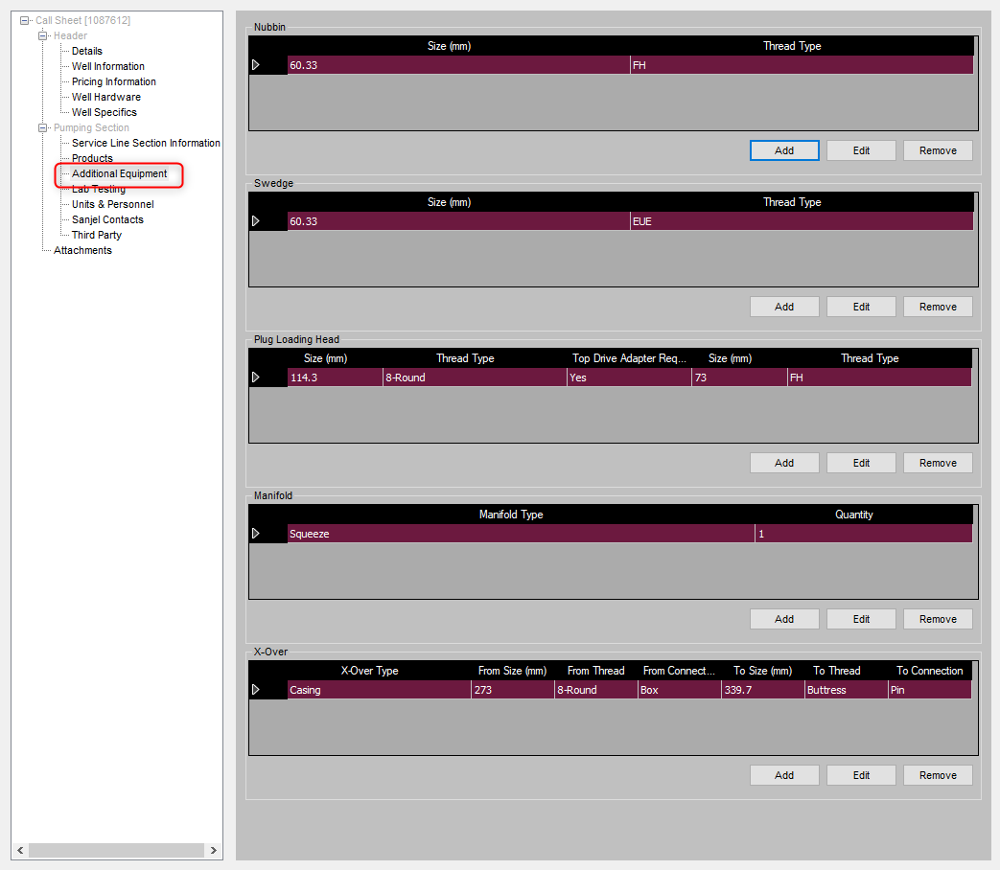 Call Sheet [1087612]
Header
Details
Well Information
Pricing Information
Well Hardware
Well Specifics
Pumping Section
Service Line Section Information
Products
Additional Equipment
Lab Testing
Units & Personnel
Sanjel Contacts
Third Party
Attachments
Nubbin
Size (mm) Thread Type
60.33 FH
Add Edit Remove
Swedge
Size (mm) Thread Type
60.33 EUE
Add Edit Remove
Plug Loading Head
Size (mm) Thread Type Top Drive Adapter Req... Size (mm) Thread Type
114.3 8-Round Yes 73 FH
Add Edit Remove
Manifold
Manifold Type Quantity
Squeeze 1
Add Edit Remove
X-Over
X-Over Type From Size (mm) From Thread From Connect... To Size (mm) To Thread To Connection
Casing 273 8-Round Box 339.7 Buttress Pin
Add Edit Remove